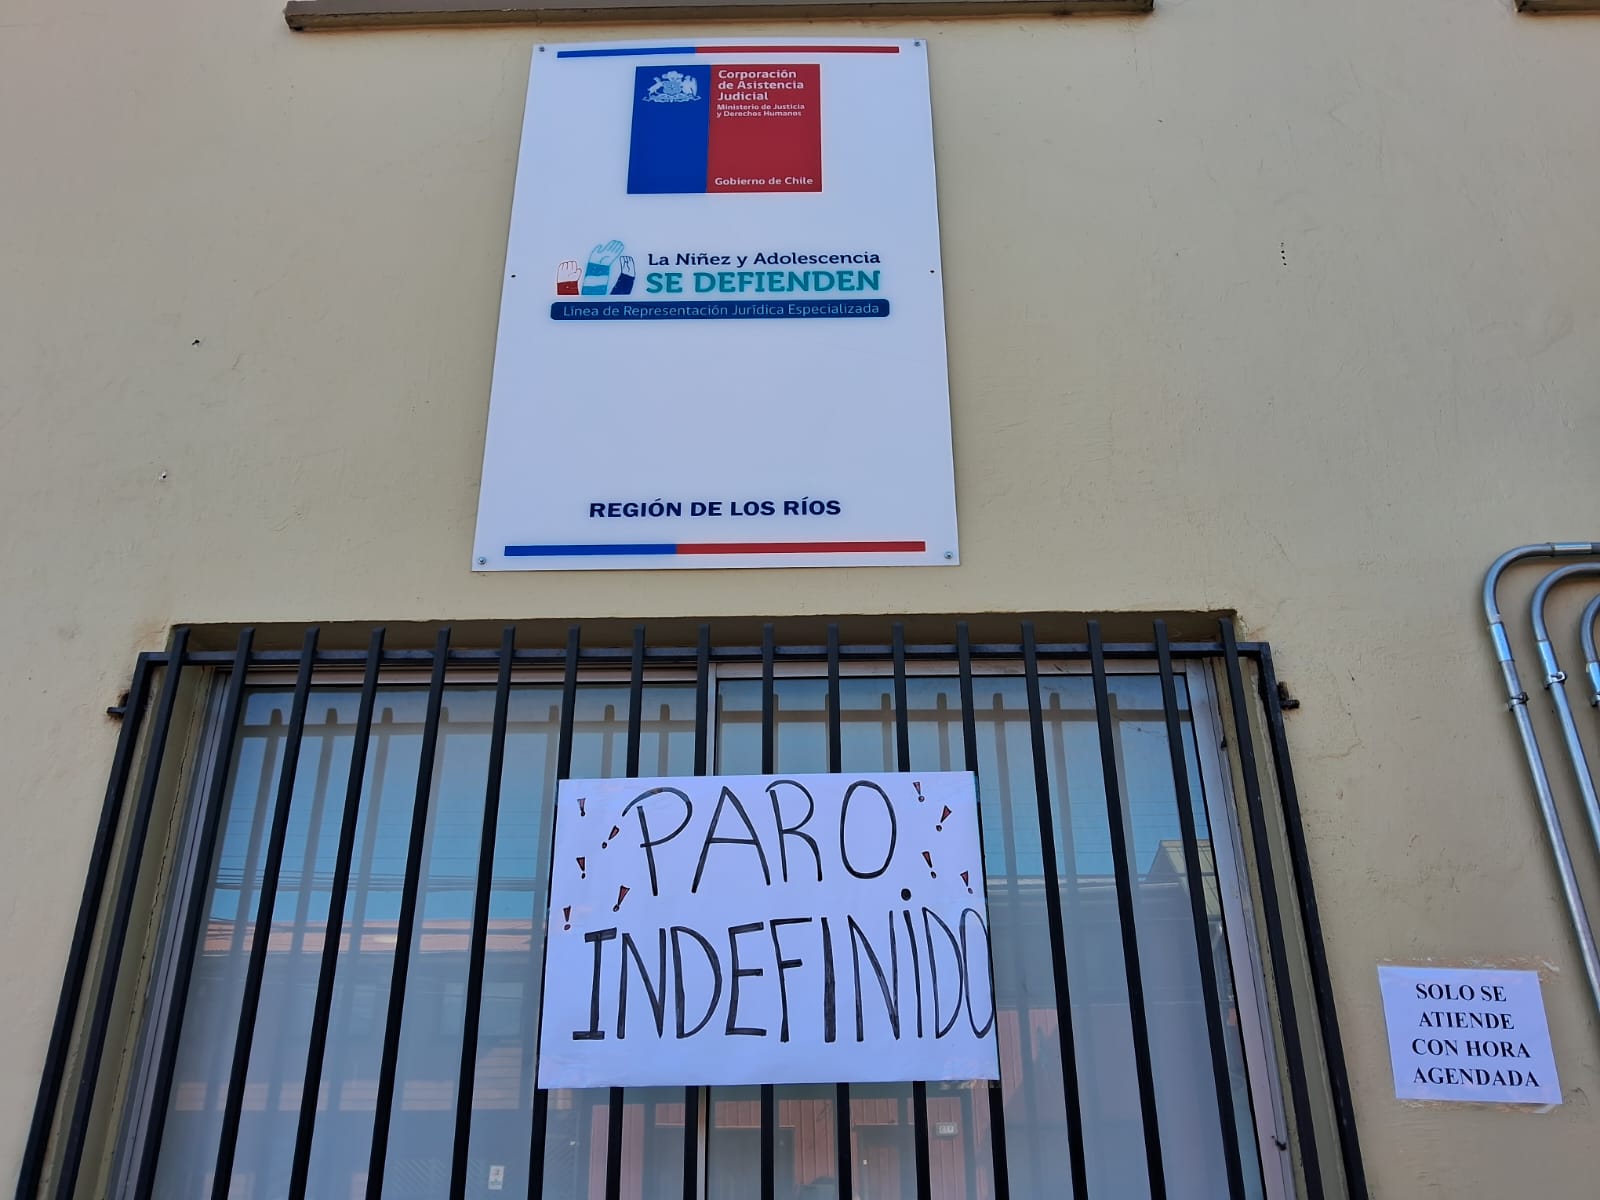 Corporación
de Asistencia
Judicial
Ministerio de Justicia
y Derechos Humanos
Gobierno de Chile
La Niñez y Adolescencia
SE DEFIENDEN
Línea de Representación Jurídica Especializada
REGIÓN DE LOS RÍOS
! PARO !
INDEFINIDO
SOLO SE
ATIENDE
CON HORA
AGENDADA